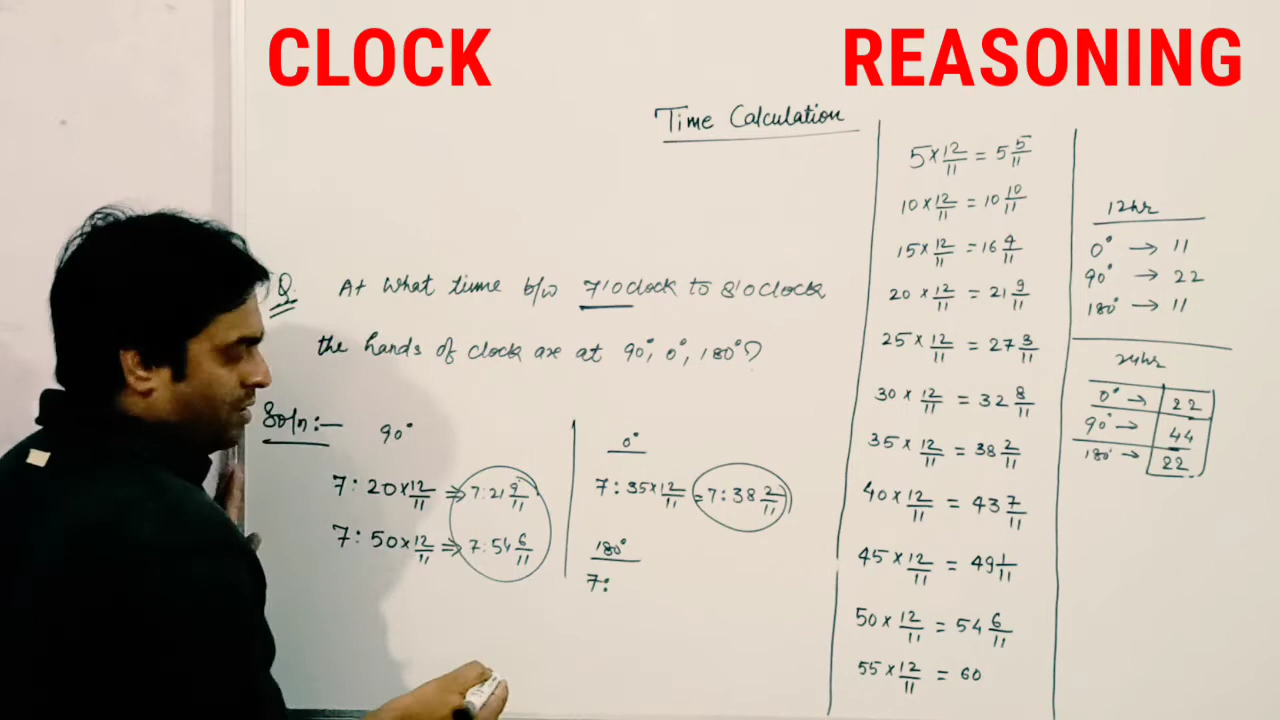 CLOCK REASONING
Time Calculation
Q. At what time b/w 7'0clock to 8'0clock
the hands of clock are at 90°, 0°, 180°?
Soln:—
90°
7:20×12/11 ⇒ 7:21 9/11
7:50×12/11 ⇒ 7:54 6/11
0°
7:35×12/11 = 7:38 2/11
180°
7:
5×12/11 = 5 5/11
10×12/11 = 10 10/11
15×12/11 = 16 4/11
20×12/11 = 21 9/11
25×12/11 = 27 3/11
30×12/11 = 32 8/11
35×12/11 = 38 2/11
40×12/11 = 43 7/11
45×12/11 = 49 1/11
50×12/11 = 54 6/11
55×12/11 = 60
12hr
0° → 11
90° → 22
180° → 11
24hr
0° → 22
90° → 44
180° → 22